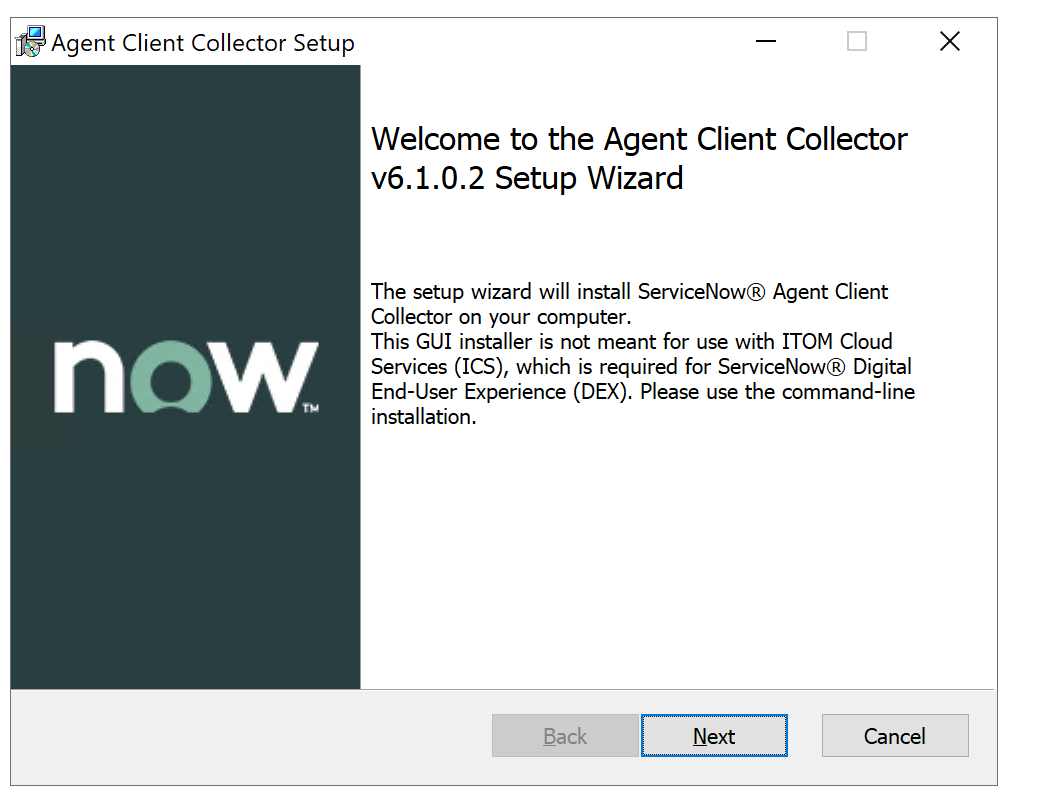 Agent Client Collector Setup
Welcome to the Agent Client Collector
v6.1.0.2 Setup Wizard
The setup wizard will install ServiceNow® Agent Client
Collector on your computer.
This GUI installer is not meant for use with ITOM Cloud
Services (ICS), which is required for ServiceNow® Digital
End-User Experience (DEX). Please use the command-line
installation.
now™
Back
Next
Cancel